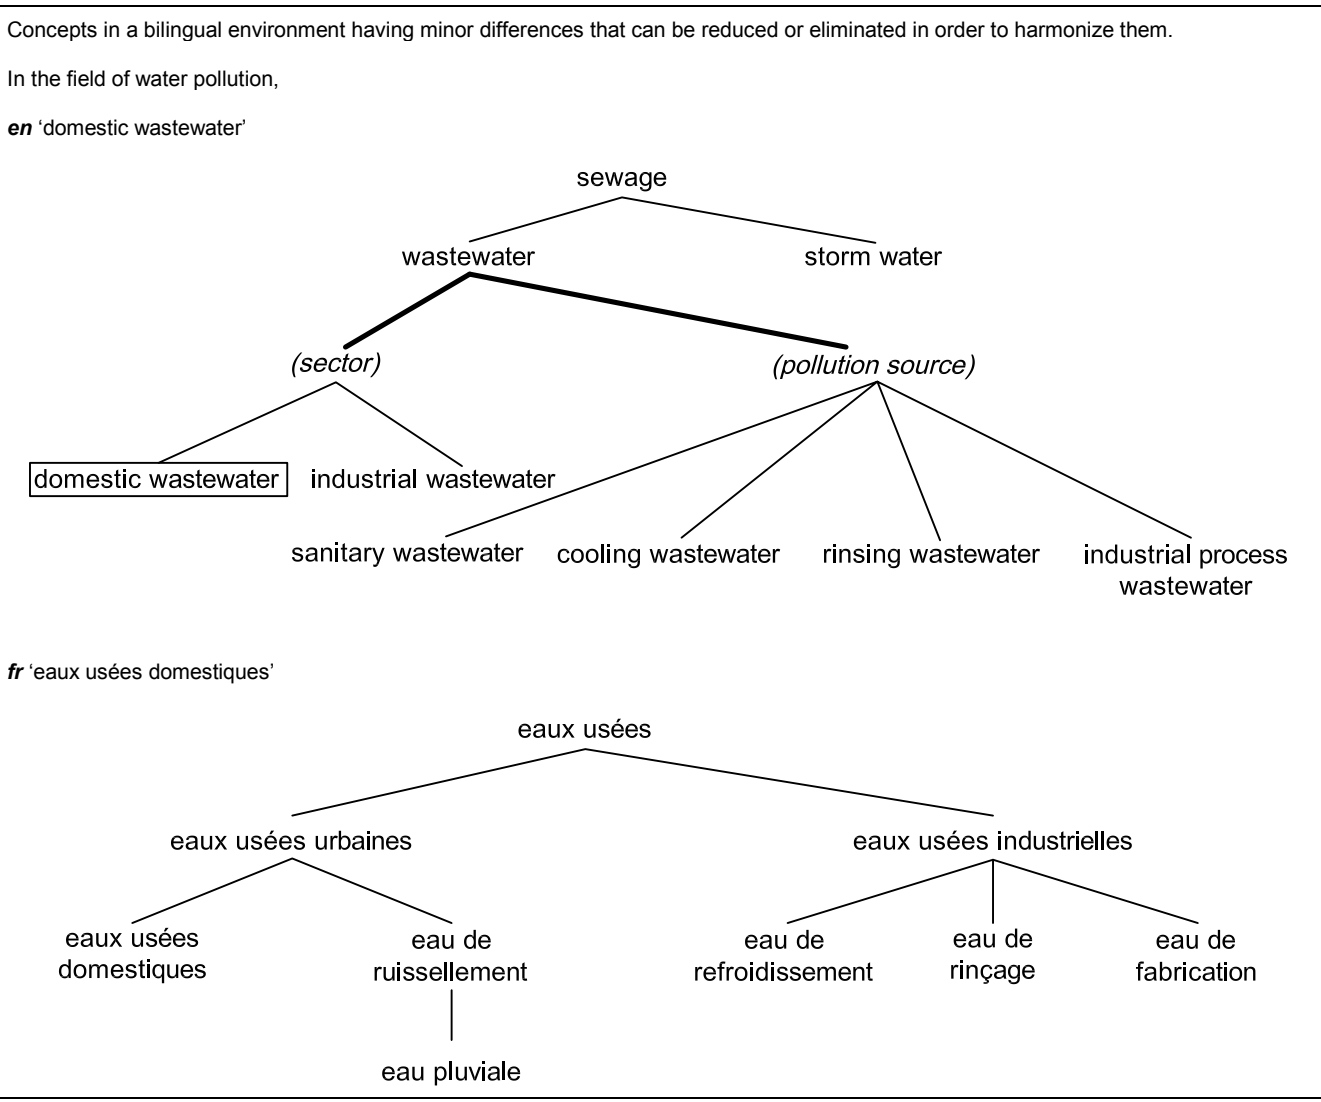 Concepts in a bilingual environment having minor differences that can be reduced or eliminated in order to harmonize them.
In the field of water pollution,
en ‘domestic wastewater’
sewage
wastewater
storm water
(sector)
(pollution source)
domestic wastewater
industrial wastewater
sanitary wastewater
cooling wastewater
rinsing wastewater
industrial process
wastewater
fr ‘eaux usées domestiques’
eaux usées
eaux usées urbaines
eaux usées industrielles
eaux usées
domestiques
eau de
ruissellement
eau de
refroidissement
eau de
rinçage
eau de
fabrication
eau pluviale